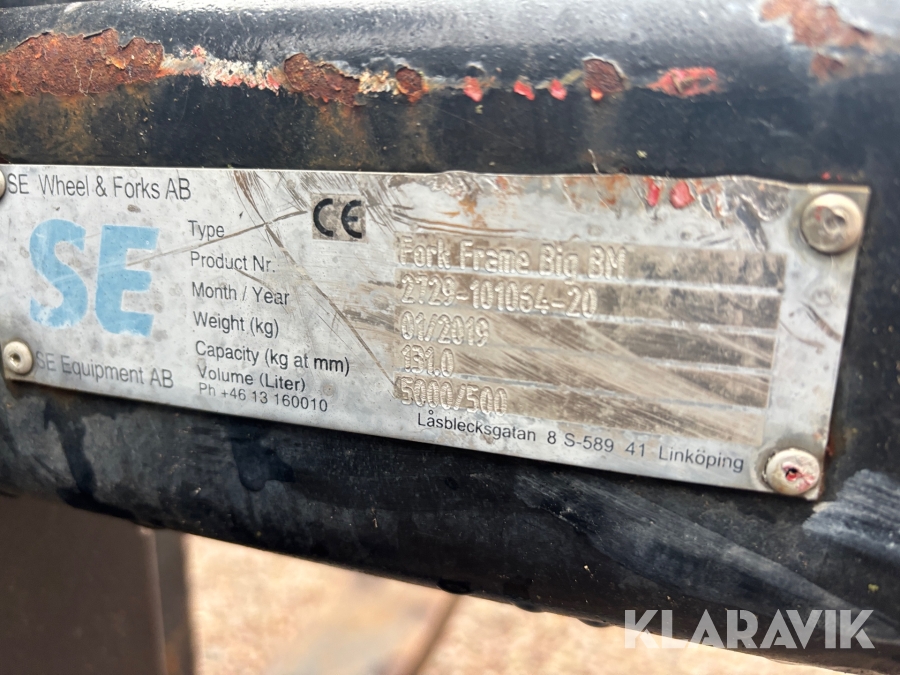 SE Wheel & Forks AB
SE
SE Equipment AB
CE
Type Fork Frame Big BM
Product Nr. 2T29-101064-20
Month / Year 01/2019
Weight (kg) 131.0
Capacity (kg at mm) 5000/500
Volume (Liter)
Ph +46 13 160010
Låsblecksgatan 8 S-589 41 Linköping
KLARAVIK